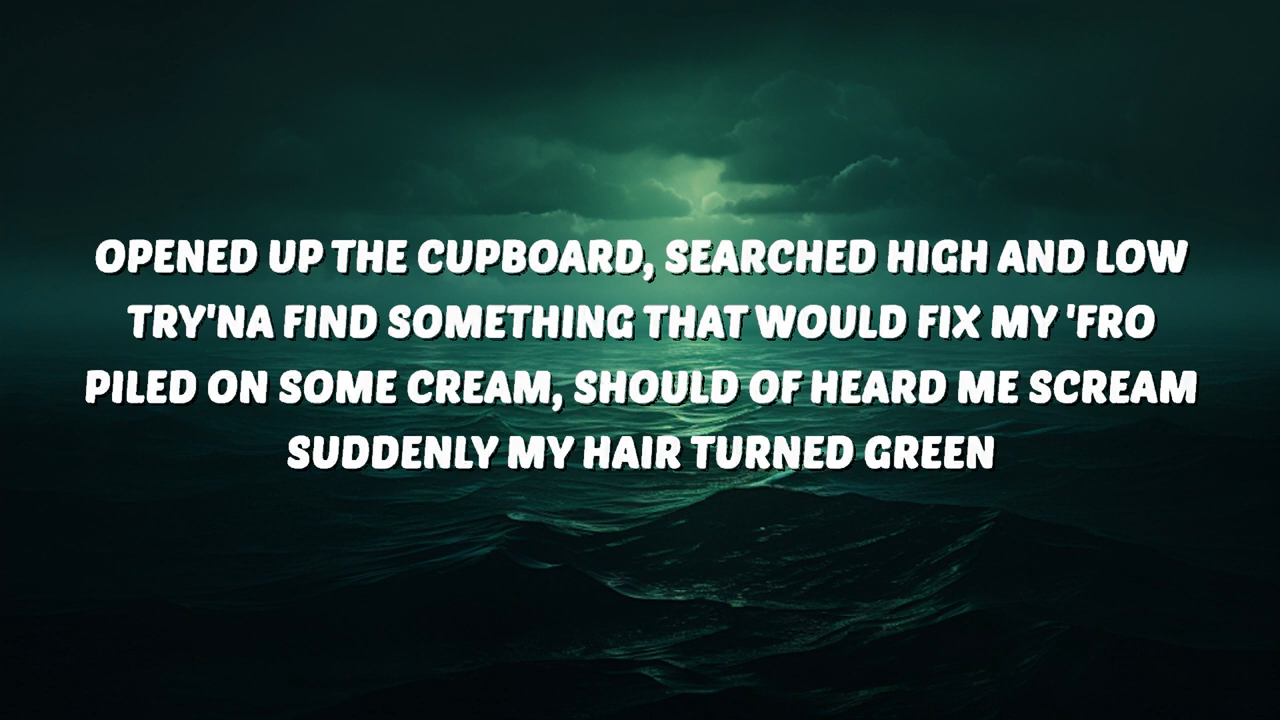 OPENED UP THE CUPBOARD, SEARCHED HIGH AND LOW
TRY'NA FIND SOMETHING THAT WOULD FIX MY 'FRO
PILED ON SOME CREAM, SHOULD OF HEARD ME SCREAM
SUDDENLY MY HAIR TURNED GREEN